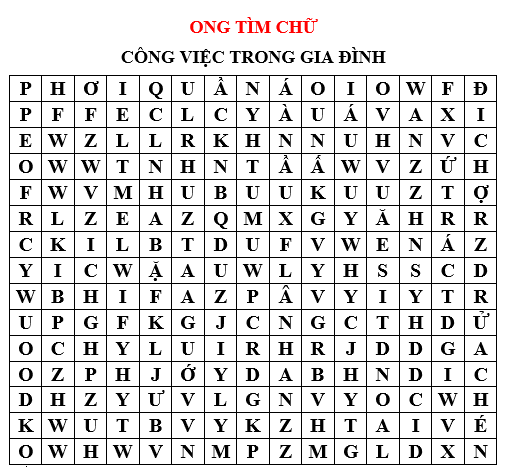 ONG TÌM CHỮ
CÔNG VIỆC TRONG GIA ĐÌNH
P H Ơ I Q U Ầ N Á O I O W F Đ
P F F E C L C Y À U Á V A X I
E W Z L L R K H N N U H N V C
O W W T N H N T Ầ Ấ W V Z Ứ H
F W V M H U B U U K U U Z T Ợ
R L Z E A Z Q M X G Y Ă H R R
C K I L B T D U F V W E N Á Z
Y I C W Ặ A U W L Y H S S C D
W B H I F A Z P Â V Y I Y T R
U P G F K G J C N G C T H D Ử
O C H Y L U I R H R J D D G A
O Z P H J Ớ Y D A B H N D I C
D H Z Y Ư V L G N V Y O C W H
K W U T B V Y K Z H T A I V É
O W H W V N M P Z M G L D X N